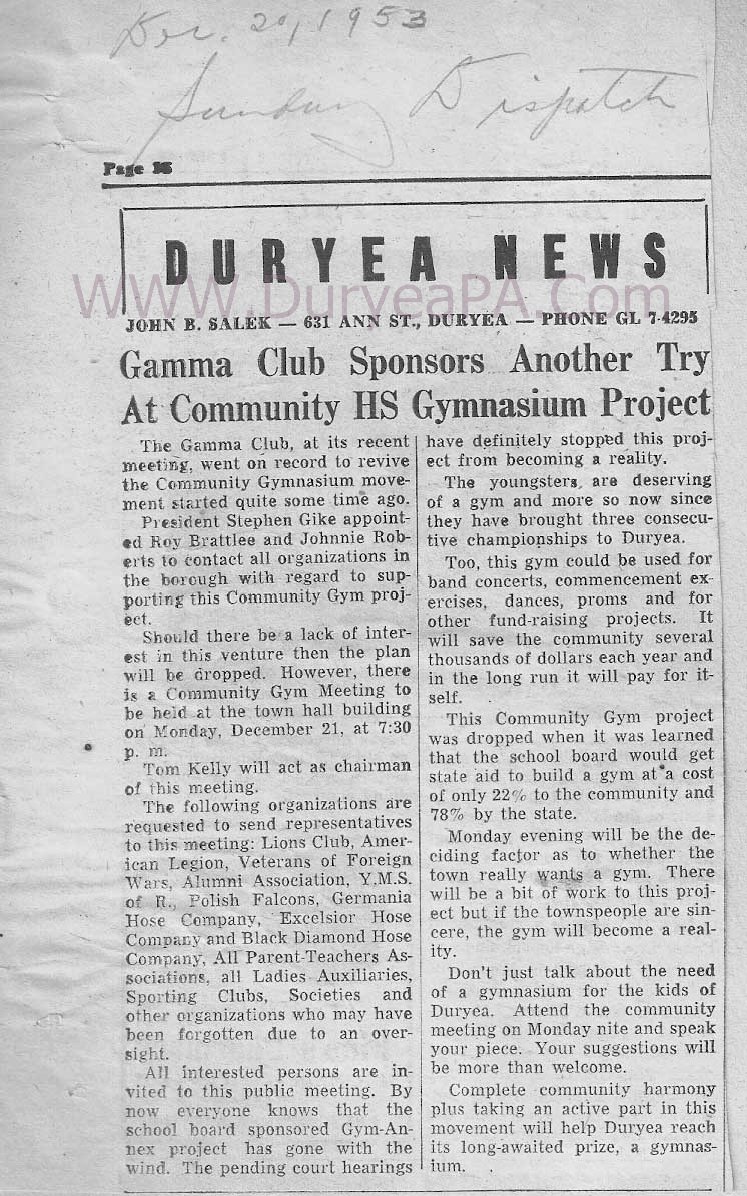 Dec. 20, 1953
Sunday Dispatch
Page
DURYEA NEWS
WWW.DuryeaPA.Com
JOHN B. SALEK — 631 ANN ST., DURYEA — PHONE GL 7-4295
Gamma Club Sponsors Another Try
At Community HS Gymnasium Project
The Gamma Club, at its recent
meeting, went on record to revive
the Community Gymnasium move-
ment started quite some time ago.
President Stephen Gike appoint-
ed Roy Brattlee and Johnnie Rob-
erts to contact all organizations in
the borough with regard to sup-
porting this Community Gym proj-
ect.
Should there be a lack of inter-
est in this venture then the plan
will be dropped. However, there
is a Community Gym Meeting to
be held at the town hall building
on Monday, December 21, at 7:30
p. m.
Tom Kelly will act as chairman
of this meeting.
The following organizations are
requested to send representatives
to this meeting: Lions Club, Amer-
ican Legion, Veterans of Foreign
Wars, Alumni Association, Y.M.S.
of R., Polish Falcons, Germania
Hose Company, Excelsior Hose
Company and Black Diamond Hose
Company, All Parent-Teachers As-
sociations, all Ladies Auxiliaries,
Sporting Clubs, Societies and
other organizations who may have
been forgotten due to an over-
sight.
All interested persons are in-
vited to this public meeting. By
now everyone knows that the
school board sponsored Gym-An-
nex project has gone with the
wind. The pending court hearings
have definitely stopped this proj-
ect from becoming a reality.
The youngsters are deserving
of a gym and more so now since
they have brought three consecu-
tive championships to Duryea.
Too, this gym could be used for
band concerts, commencement ex-
ercises, dances, proms and for
other fund-raising projects. It
will save the community several
thousands of dollars each year and
in the long run it will pay for it-
self.
This Community Gym project
was dropped when it was learned
that the school board would get
state aid to build a gym at a cost
of only 22% to the community and
78% by the state.
Monday evening will be the de-
ciding factor as to whether the
town really wants a gym. There
will be a bit of work to this proj-
ect but if the townspeople are sin-
cere, the gym will become a real-
ity.
Don't just talk about the need
of a gymnasium for the kids of
Duryea. Attend the community
meeting on Monday nite and speak
your piece. Your suggestions will
be more than welcome.
Complete community harmony
plus taking an active part in this
movement will help Duryea reach
its long-awaited prize, a gymnas-
ium.